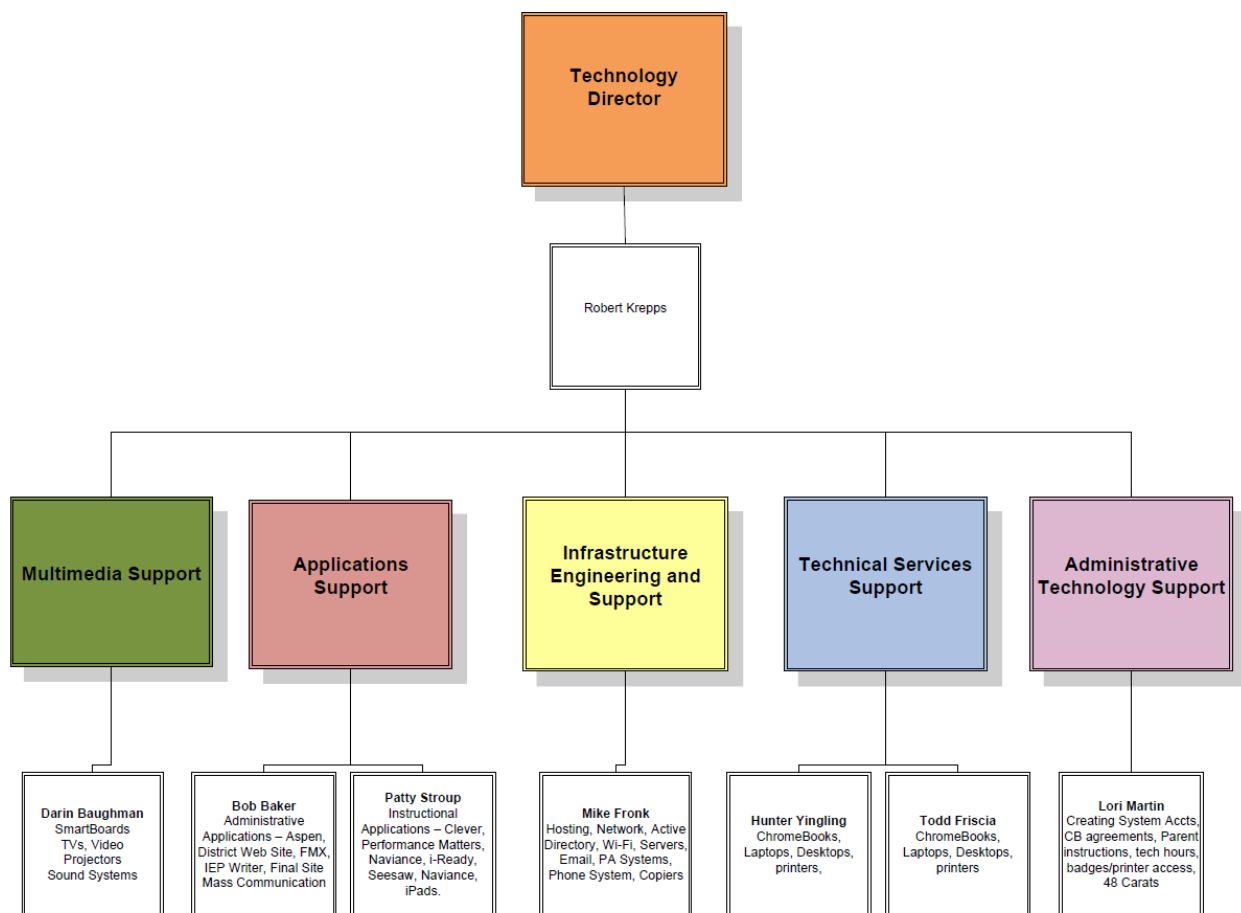 Technology
Director
Robert Krepps
Multimedia Support
Applications
Support
Infrastructure
Engineering and
Support
Technical Services
Support
Administrative
Technology Support
Darin Baughman
SmartBoards
TVs, Video
Projectors
Sound Systems
Bob Baker
Administrative
Applications – Aspen,
District Web Site, FMX,
IEP Writer, Final Site
Mass Communication
Patty Stroup
Instructional
Applications – Clever,
Performance Matters,
Naviance, i-Ready,
Seesaw, Naviance,
iPads.
Mike Fronk
Hosting, Network, Active
Directory, Wi-Fi, Servers,
Email, PA Systems,
Phone System, Copiers
Hunter Yingling
ChromeBooks,
Laptops, Desktops,
printers,
Todd Friscia
ChromeBooks,
Laptops, Desktops,
printers
Lori Martin
Creating System Accts,
CB agreements, Parent
instructions, tech hours,
badges/printer access,
48 Carats